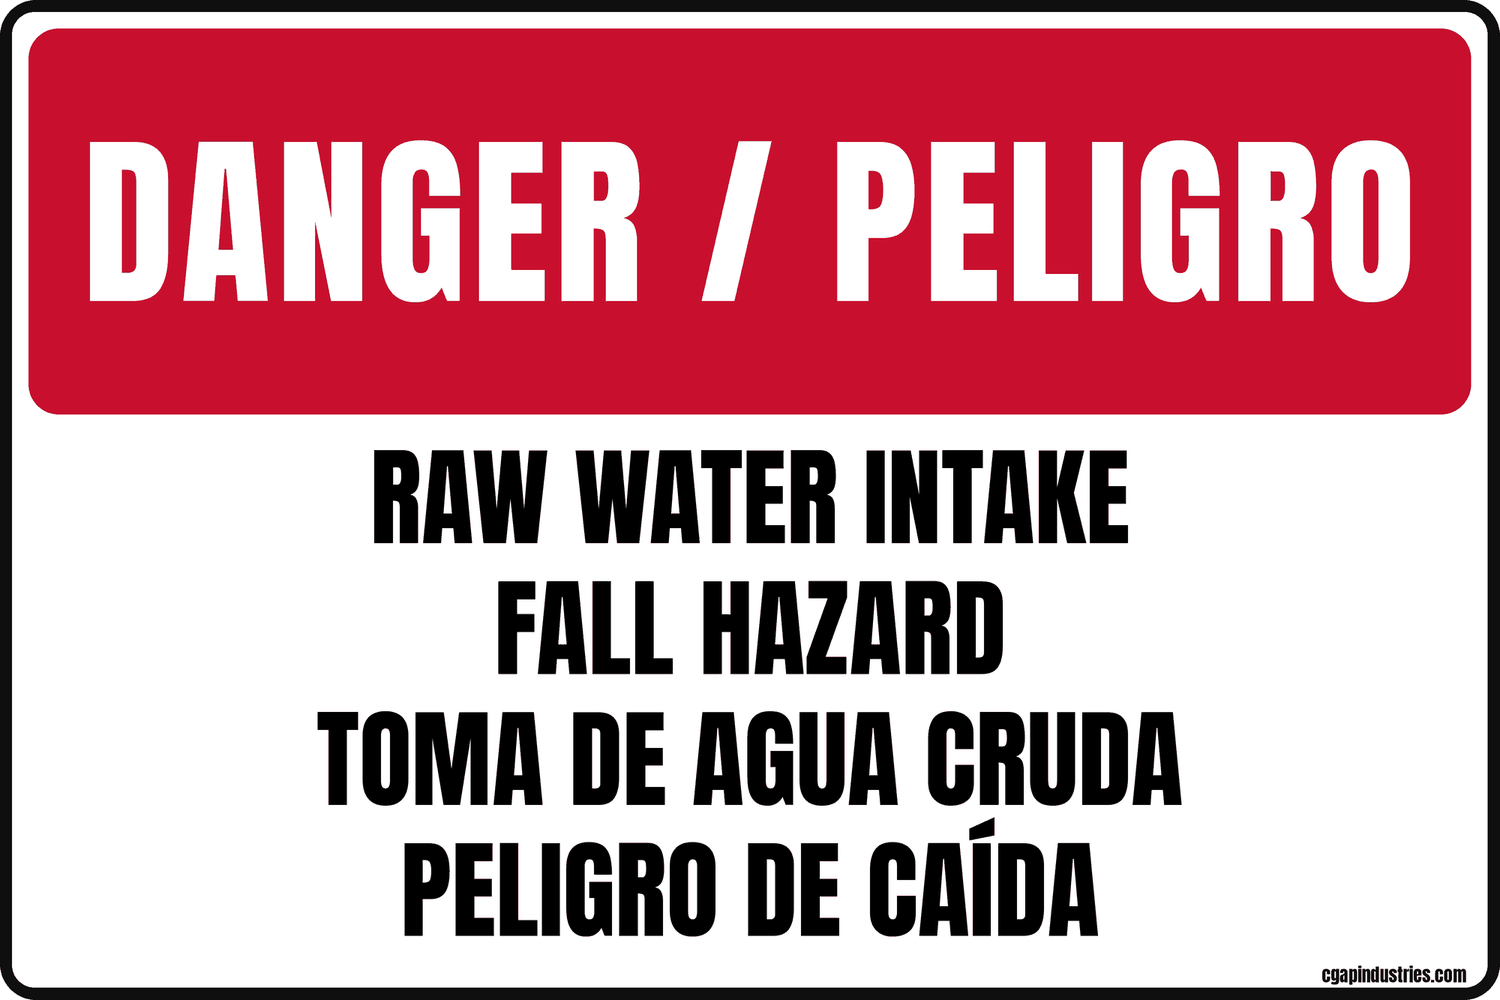 DANGER / PELIGRO
RAW WATER INTAKE
FALL HAZARD
TOMA DE AGUA CRUDA
PELIGRO DE CAÍDA
cgapindustries.com